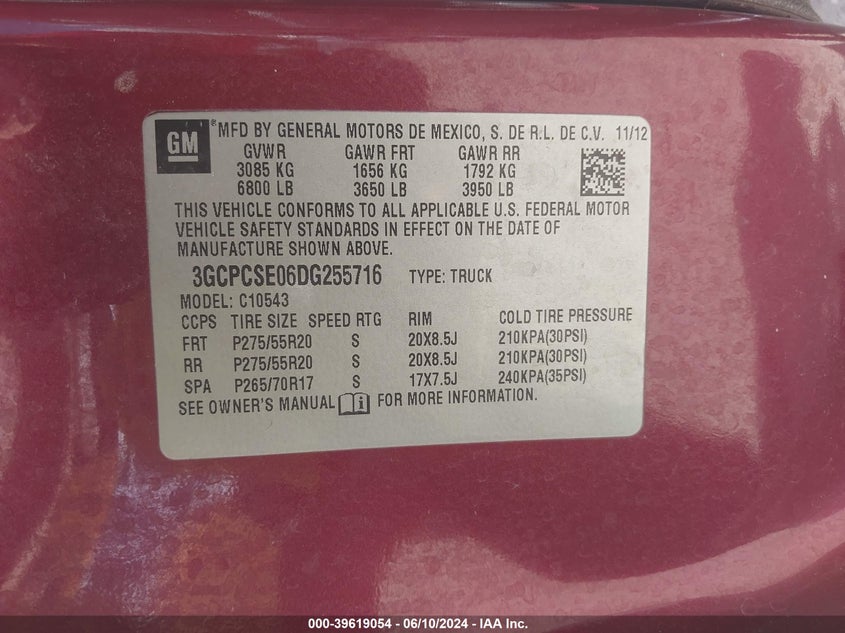 GM ® MFD BY GENERAL MOTORS DE MEXICO, S. DE R.L. DE C.V. 11/12
GVWR GAWR FRT GAWR RR
3085 KG 1656 KG 1792 KG
6800 LB 3650 LB 3950 LB
THIS VEHICLE CONFORMS TO ALL APPLICABLE U.S. FEDERAL MOTOR
VEHICLE SAFETY STANDARDS IN EFFECT ON THE DATE OF
MANUFACTURE SHOWN ABOVE.
3GCPCSE06DG255716 TYPE: TRUCK
MODEL: C10543
CCPS TIRE SIZE SPEED RTG RIM COLD TIRE PRESSURE
FRT P275/55R20 S 20X8.5J 210KPA(30PSI)
RR P275/55R20 S 20X8.5J 210KPA(30PSI)
SPA P265/70R17 S 17X7.5J 240KPA(35PSI)
SEE OWNER'S MANUAL i FOR MORE INFORMATION.
000-39619054 - 06/10/2024 - IAA Inc.